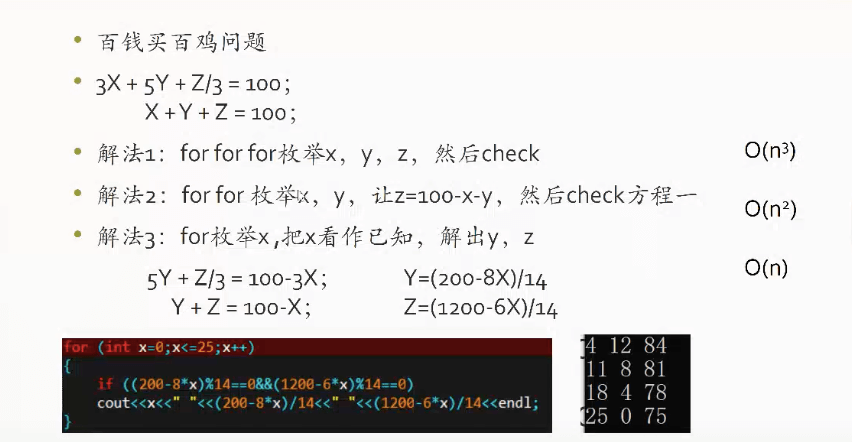 百钱买百鸡问题
3X + 5Y + Z/3 = 100;
X + Y + Z = 100;
解法1: for for for枚举x, y, z, 然后check
O(n³)
解法2: for for 枚举x, y, 让z=100-x-y, 然后check方程一
O(n²)
解法3: for枚举x,把x看作已知, 解出y, z
O(n)
5Y + Z/3 = 100-3X; Y=(200-8X)/14
Y + Z = 100-X; Z=(1200-6X)/14
for (int x=0;x<=25;x++)
{
if ((200-8*x)%14==0&&(1200-6*x)%14==0)
cout<<x<<" "<<(200-8*x)/14<<" "<<(1200-6*x)/14<<endl;
}
4 12 84
11 8 81
18 4 78
25 0 75